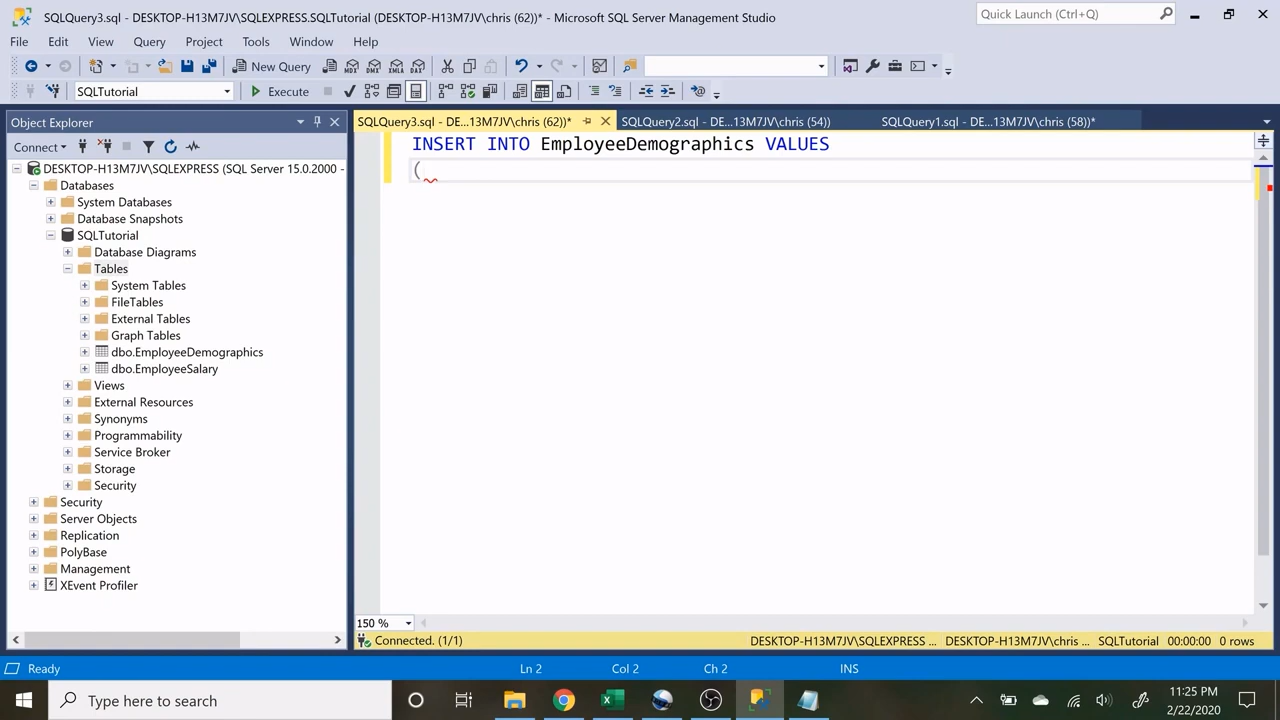 SQLQuery3.sql - DESKTOP-H13M7JV\SQLEXPRESS.SQLTutorial (DESKTOP-H13M7JV\chris (62))* - Microsoft SQL Server Management Studio
Quick Launch (Ctrl+Q)
File Edit View Query Project Tools Window Help
New Query MDX DMX XMLA DAX
SQLTutorial Execute
Object Explorer
SQLQuery3.sql - DE...13M7JV\chris (62))* SQLQuery2.sql - DE...13M7JV\chris (54)) SQLQuery1.sql - DE...13M7JV\chris (58))*
Connect
INSERT INTO EmployeeDemographics VALUES
(
DESKTOP-H13M7JV\SQLEXPRESS (SQL Server 15.0.2000 -
Databases
System Databases
Database Snapshots
SQLTutorial
Database Diagrams
Tables
System Tables
FileTables
External Tables
Graph Tables
dbo.EmployeeDemographics
dbo.EmployeeSalary
Views
External Resources
Synonyms
Programmability
Service Broker
Storage
Security
Security
Server Objects
Replication
PolyBase
Management
XEvent Profiler
150 %
Connected. (1/1) DESKTOP-H13M7JV\SQLEXPRESS ... DESKTOP-H13M7JV\chris ... SQLTutorial 00:00:00 0 rows
Ready Ln 2 Col 2 Ch 2 INS
Type here to search
11:25 PM
2/22/2020